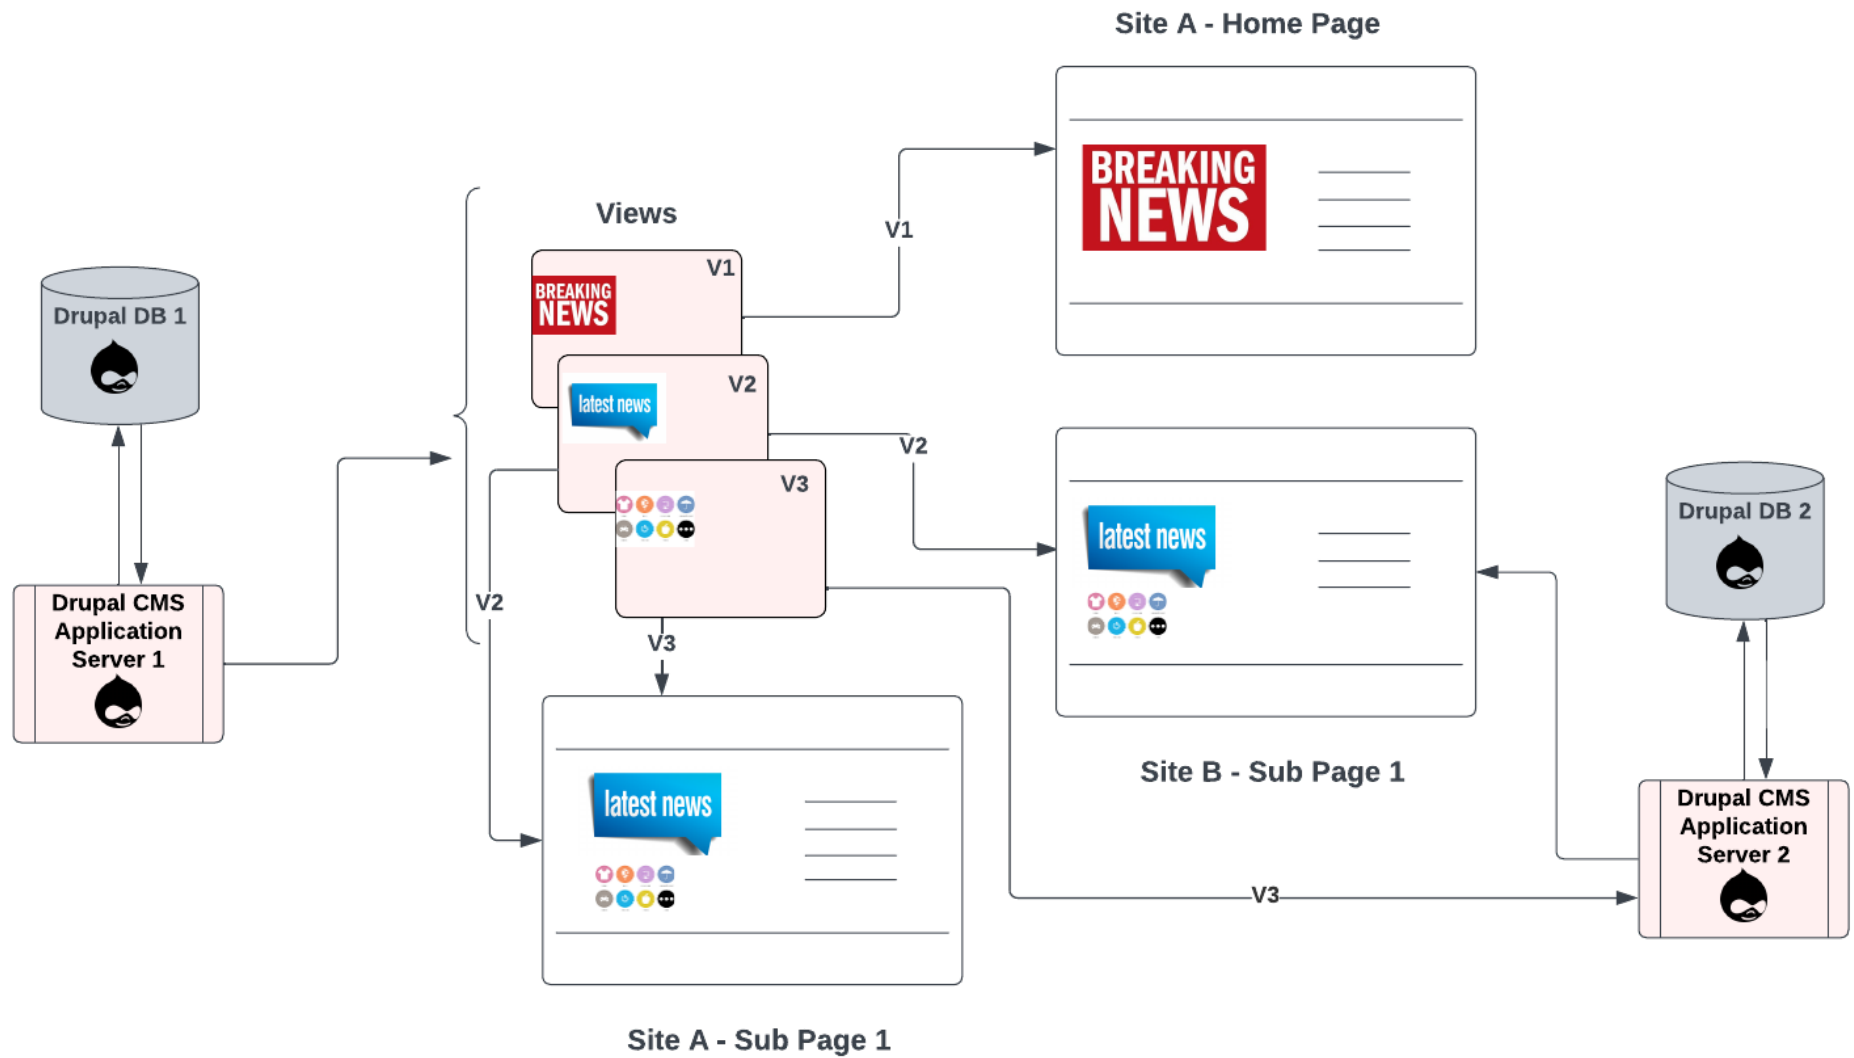 Site A - Home Page
BREAKING
NEWS
V1
Views
V1
BREAKING
NEWS
Drupal DB 1
V2
latest news
V2
V3
latest news
Drupal DB 2
V2
Drupal CMS
Application
Server 1
V3
Site B - Sub Page 1
latest news
Drupal CMS
Application
Server 2
V3
Site A - Sub Page 1